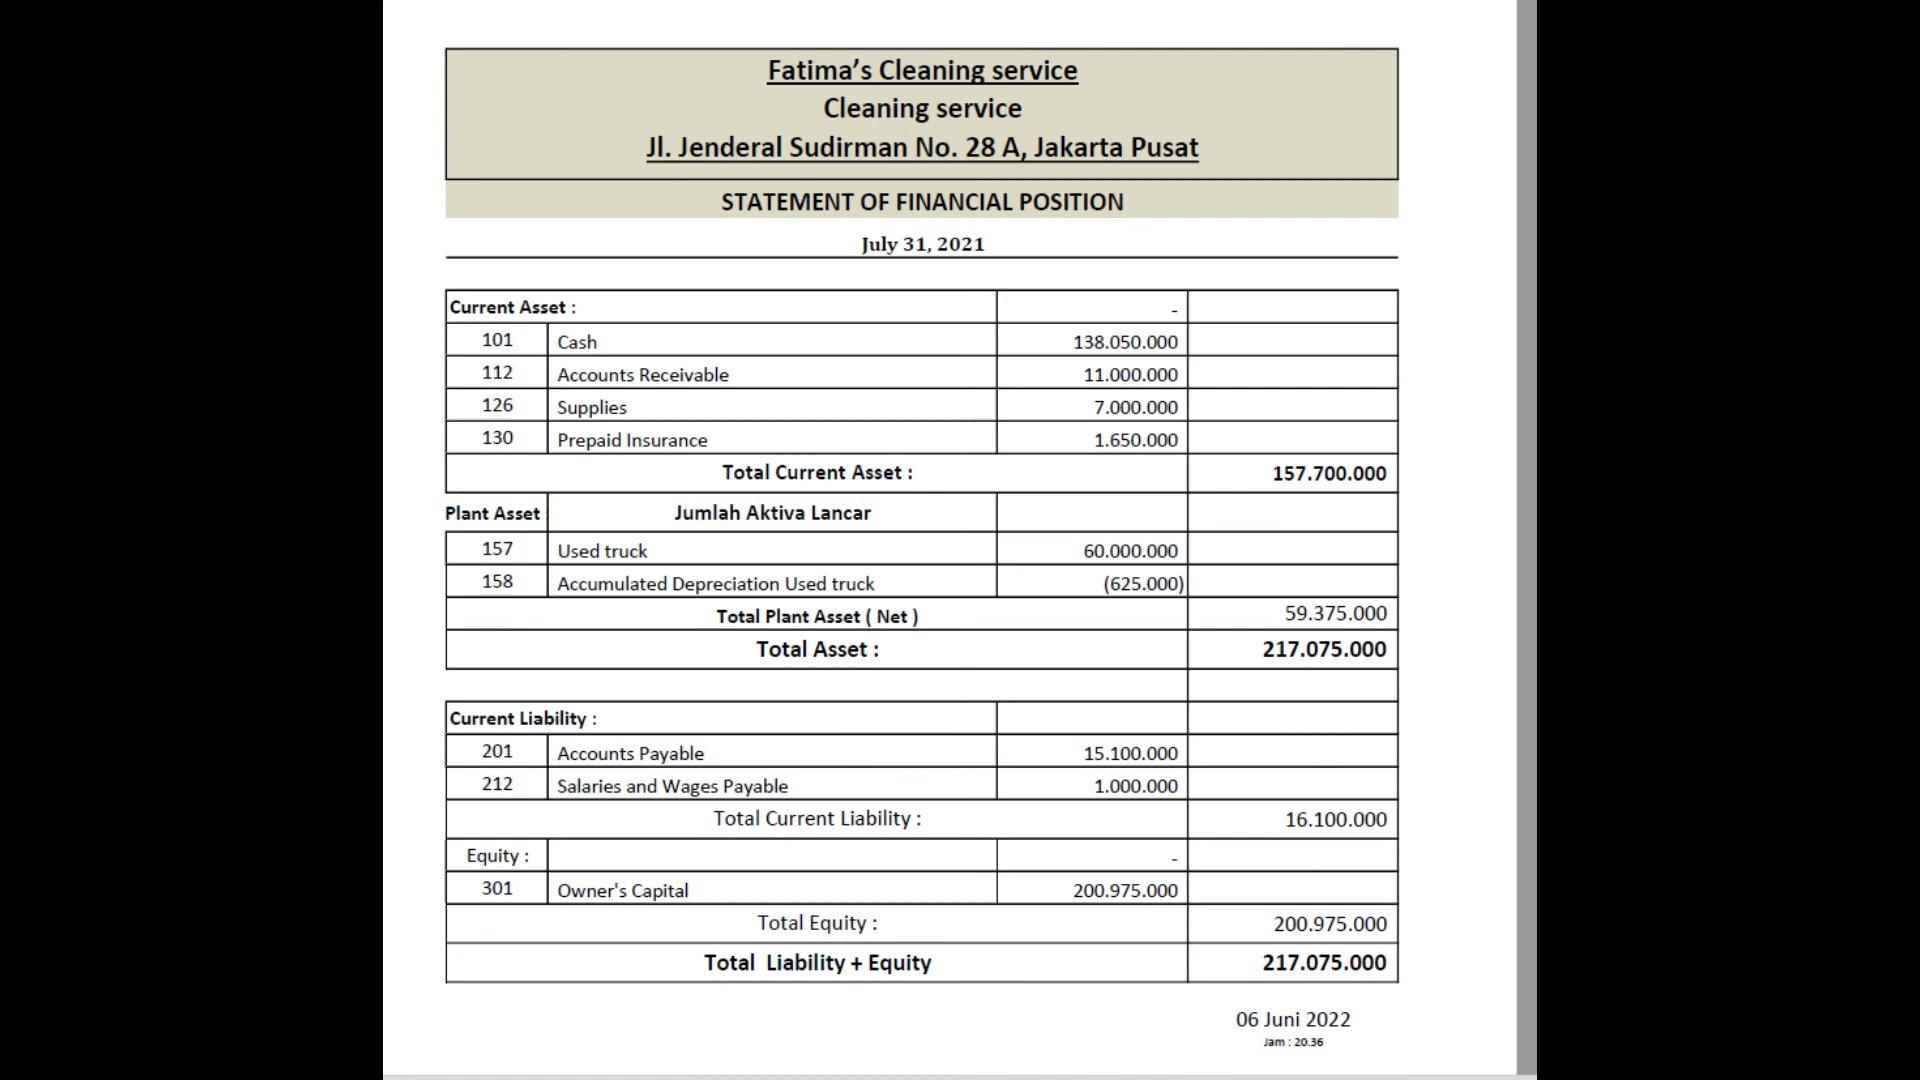 Fatima’s Cleaning service
Cleaning service
Jl. Jenderal Sudirman No. 28 A, Jakarta Pusat
STATEMENT OF FINANCIAL POSITION
July 31, 2021
Current Asset : -
101 Cash 138.050.000
112 Accounts Receivable 11.000.000
126 Supplies 7.000.000
130 Prepaid Insurance 1.650.000
Total Current Asset : 157.700.000
Plant Asset : Jumlah Aktiva Lancar
157 Used truck 60.000.000
158 Accumulated Depreciation Used truck (625.000)
Total Plant Asset ( Net ) 59.375.000
Total Asset : 217.075.000
Current Liability :
201 Accounts Payable 15.100.000
212 Salaries and Wages Payable 1.000.000
Total Current Liability : 16.100.000
Equity : -
301 Owner's Capital 200.975.000
Total Equity : 200.975.000
Total Liability + Equity 217.075.000
06 Juni 2022
Jam : 20.36